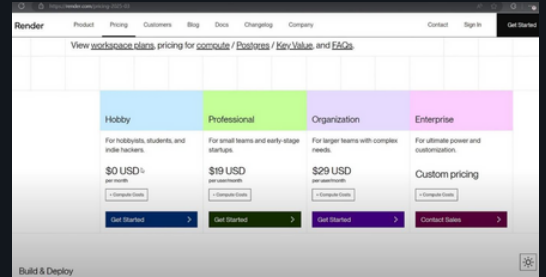 https://render.com/pricing-2025-03
Render
Product Pricing Customers Blog Docs Changelog Company
Contact Sign In Get Started
View workspace plans, pricing for compute / Postgres / Key Value, and FAQs.
Hobby
For hobbyists, students, and
indie hackers.
$0 USD
per month
+ Compute Costs
Get Started
Professional
For small teams and early-stage
startups.
$19 USD
per user/month
+ Compute Costs
Get Started
Organization
For larger teams with complex
needs.
$29 USD
per user/month
+ Compute Costs
Get Started
Enterprise
For ultimate power and
customization.
Custom pricing
+ Compute Costs
Contact Sales
Build & Deploy